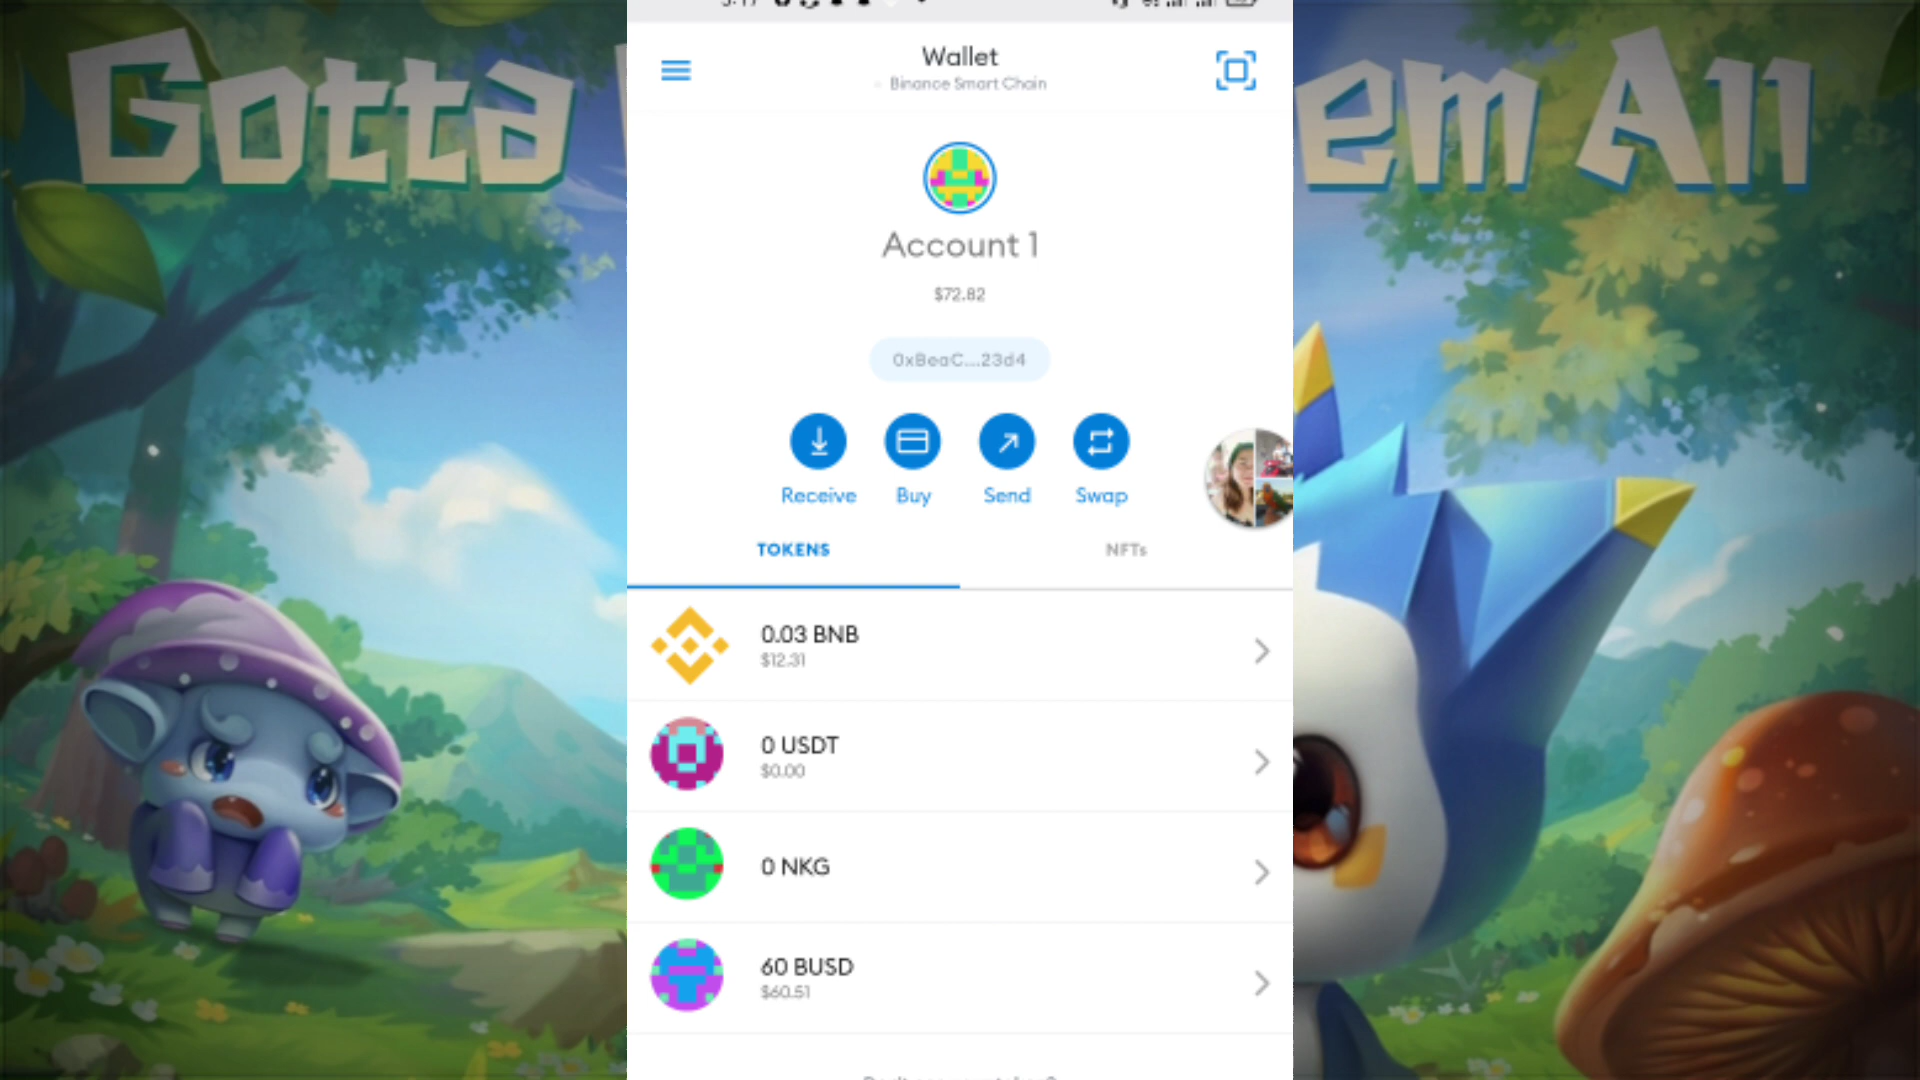 Gotta
em All
Wallet
Binance Smart Chain
Account 1
$72.82
0xBeaC...23d4
Receive
Buy
Send
Swap
TOKENS
NFTs
0.03 BNB
$12.31
0 USDT
$0.00
0 NKG
60 BUSD
$60.51